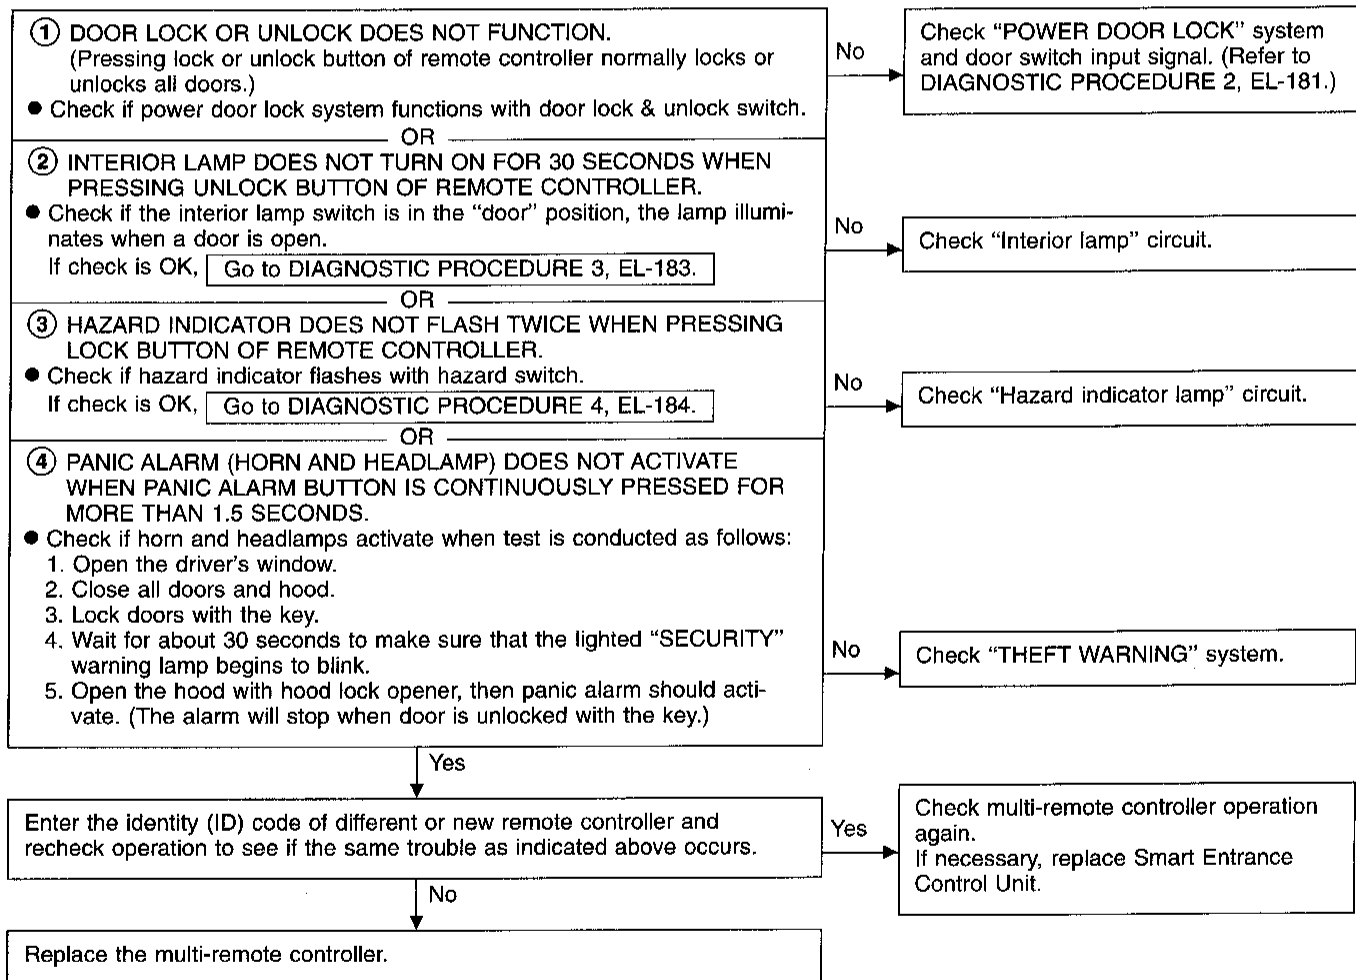 ① DOOR LOCK OR UNLOCK DOES NOT FUNCTION.
(Pressing lock or unlock button of remote controller normally locks or
unlocks all doors.)
● Check if power door lock system functions with door lock & unlock switch.
No
Check “POWER DOOR LOCK” system
and door switch input signal. (Refer to
DIAGNOSTIC PROCEDURE 2, EL-181.)
OR
② INTERIOR LAMP DOES NOT TURN ON FOR 30 SECONDS WHEN
PRESSING UNLOCK BUTTON OF REMOTE CONTROLLER.
● Check if the interior lamp switch is in the “door” position, the lamp illumi-
nates when a door is open.
If check is OK, Go to DIAGNOSTIC PROCEDURE 3, EL-183.
No
Check “Interior lamp” circuit.
OR
③ HAZARD INDICATOR DOES NOT FLASH TWICE WHEN PRESSING
LOCK BUTTON OF REMOTE CONTROLLER.
● Check if hazard indicator flashes with hazard switch.
If check is OK, Go to DIAGNOSTIC PROCEDURE 4, EL-184.
No
Check “Hazard indicator lamp” circuit.
OR
④ PANIC ALARM (HORN AND HEADLAMP) DOES NOT ACTIVATE
WHEN PANIC ALARM BUTTON IS CONTINUOUSLY PRESSED FOR
MORE THAN 1.5 SECONDS.
● Check if horn and headlamps activate when test is conducted as follows:
1. Open the driver’s window.
2. Close all doors and hood.
3. Lock doors with the key.
4. Wait for about 30 seconds to make sure that the lighted “SECURITY”
warning lamp begins to blink.
5. Open the hood with hood lock opener, then panic alarm should acti-
vate. (The alarm will stop when door is unlocked with the key.)
No
Check “THEFT WARNING” system.
Yes
Enter the identity (ID) code of different or new remote controller and
recheck operation to see if the same trouble as indicated above occurs.
Yes
Check multi-remote controller operation
again.
If necessary, replace Smart Entrance
Control Unit.
No
Replace the multi-remote controller.